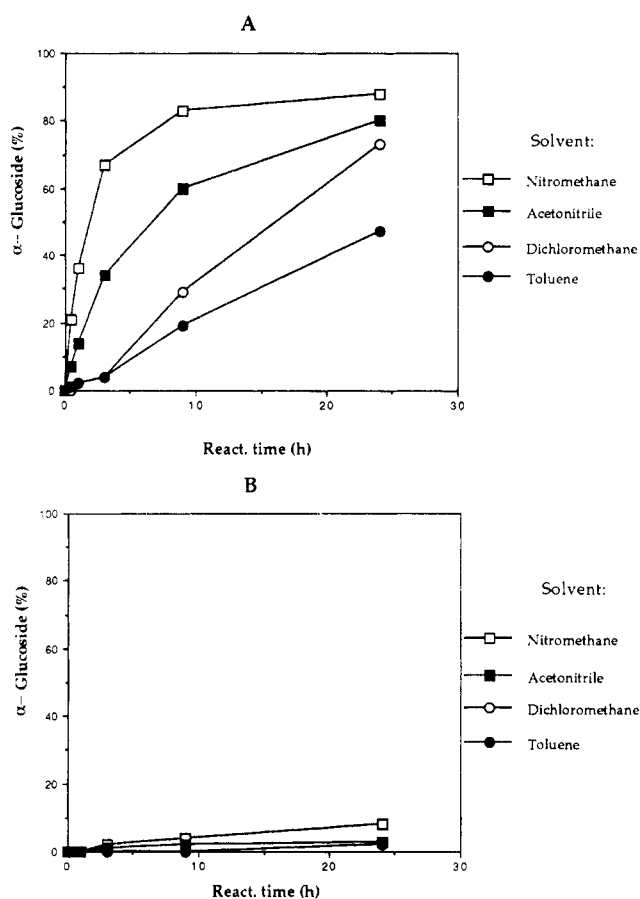 A
100
80
60
40
20
0
α-- Glucoside (%)
0 10 20 30
React. time (h)
Solvent:
Nitromethane
Acetonitrile
Dichloromethane
Toluene
B
100
80
60
40
20
0
α-- Glucoside (%)
0 10 20 30
React. time (h)
Solvent:
Nitromethane
Acetonitrile
Dichloromethane
Toluene